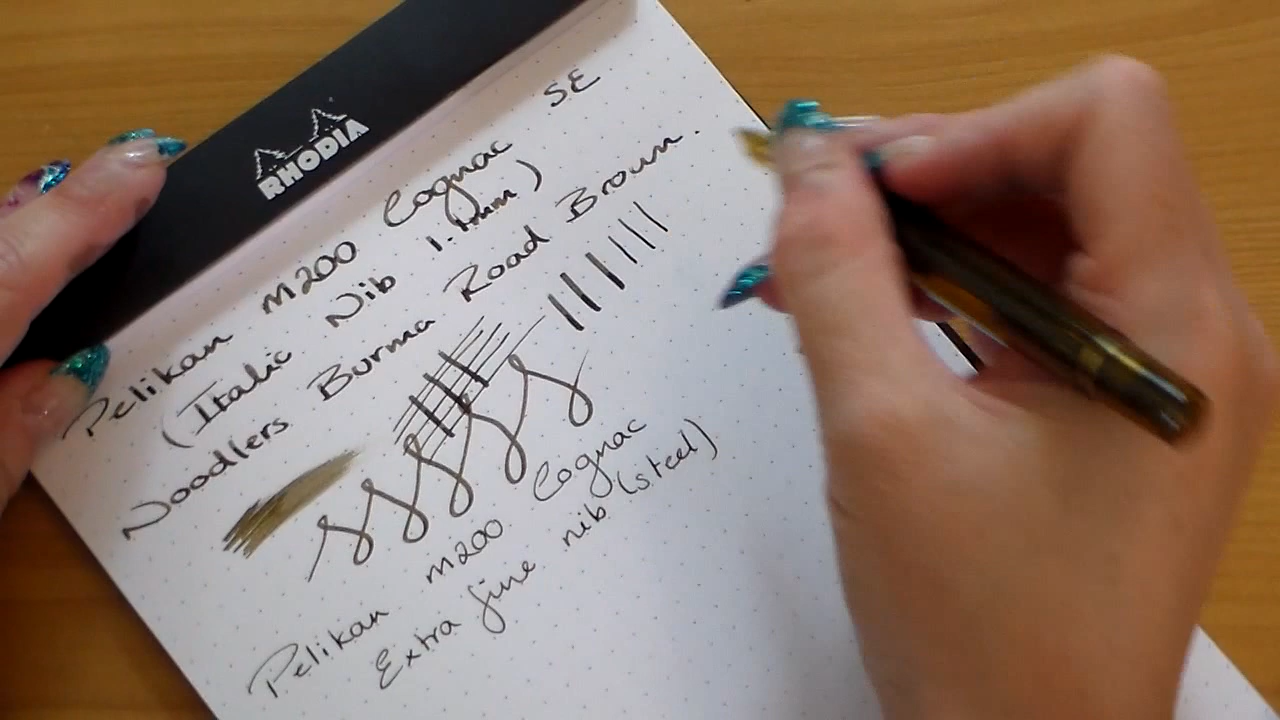 RHODIA
Pelikan m200 Cognac SE
(Italic Nib 1.1mm)
Noodlers Burma Road Brown.
Pelikan m200 Cognac
Extra fine nib (steel)